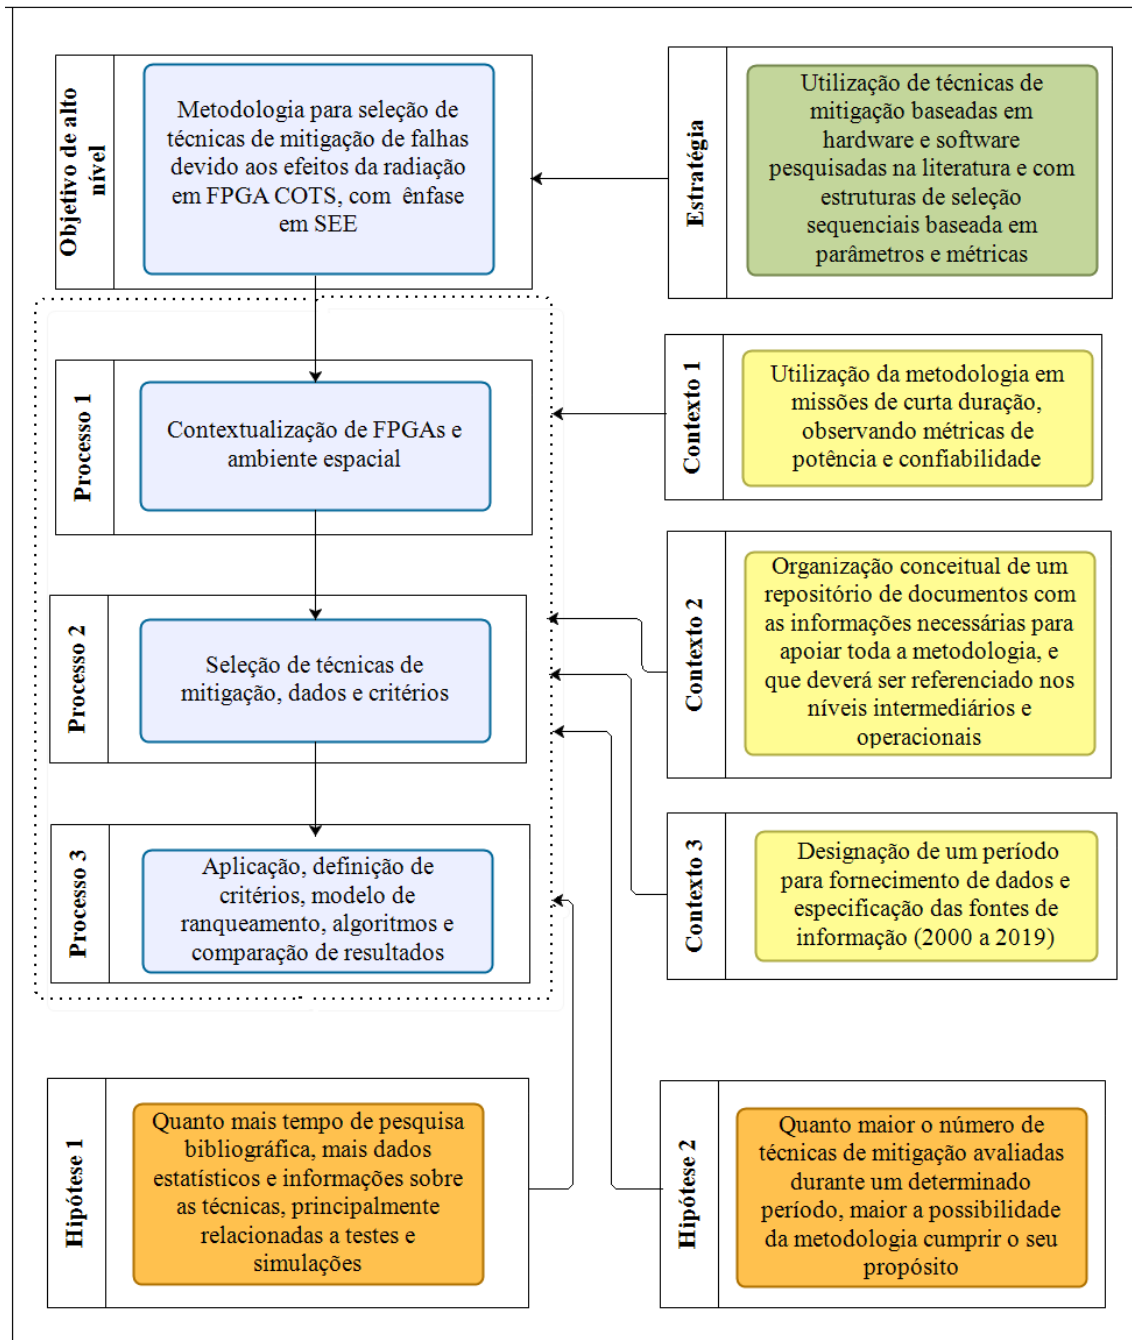 Objetivo de alto
nível
Metodologia para seleção de
técnicas de mitigação de falhas
devido aos efeitos da radiação
em FPGA COTS, com ênfase
em SEE
Estratégia
Utilização de técnicas de
mitigação baseadas em
hardware e software
pesquisadas na literatura e com
estruturas de seleção
sequenciais baseada em
parâmetros e métricas
Processo 1
Contextualização de FPGAs e
ambiente espacial
Contexto 1
Utilização da metodologia em
missões de curta duração,
observando métricas de
potência e confiabilidade
Processo 2
Seleção de técnicas de
mitigação, dados e critérios
Contexto 2
Organização conceitual de um
repositório de documentos com
as informações necessárias para
apoiar toda a metodologia, e
que deverá ser referenciado nos
níveis intermediários e
operacionais
Processo 3
Aplicação, definição de
critérios, modelo de
ranqueamento, algoritmos e
comparação de resultados
Contexto 3
Designação de um período
para fornecimento de dados e
especificação das fontes de
informação (2000 a 2019)
Hipótese 1
Quanto mais tempo de pesquisa
bibliográfica, mais dados
estatísticos e informações sobre
as técnicas, principalmente
relacionadas a testes e
simulações
Hipótese 2
Quanto maior o número de
técnicas de mitigação avaliadas
durante um determinado
período, maior a possibilidade
da metodologia cumprir o seu
propósito